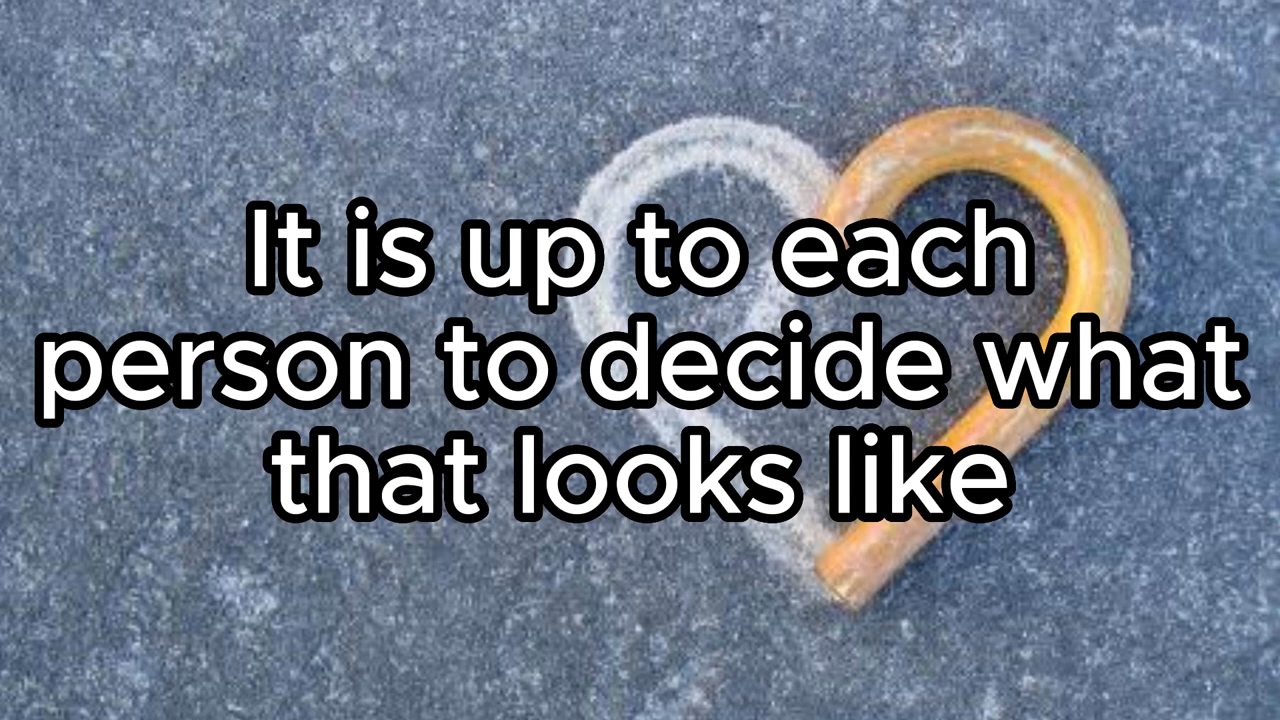 It is up to each
person to decide what
that looks like